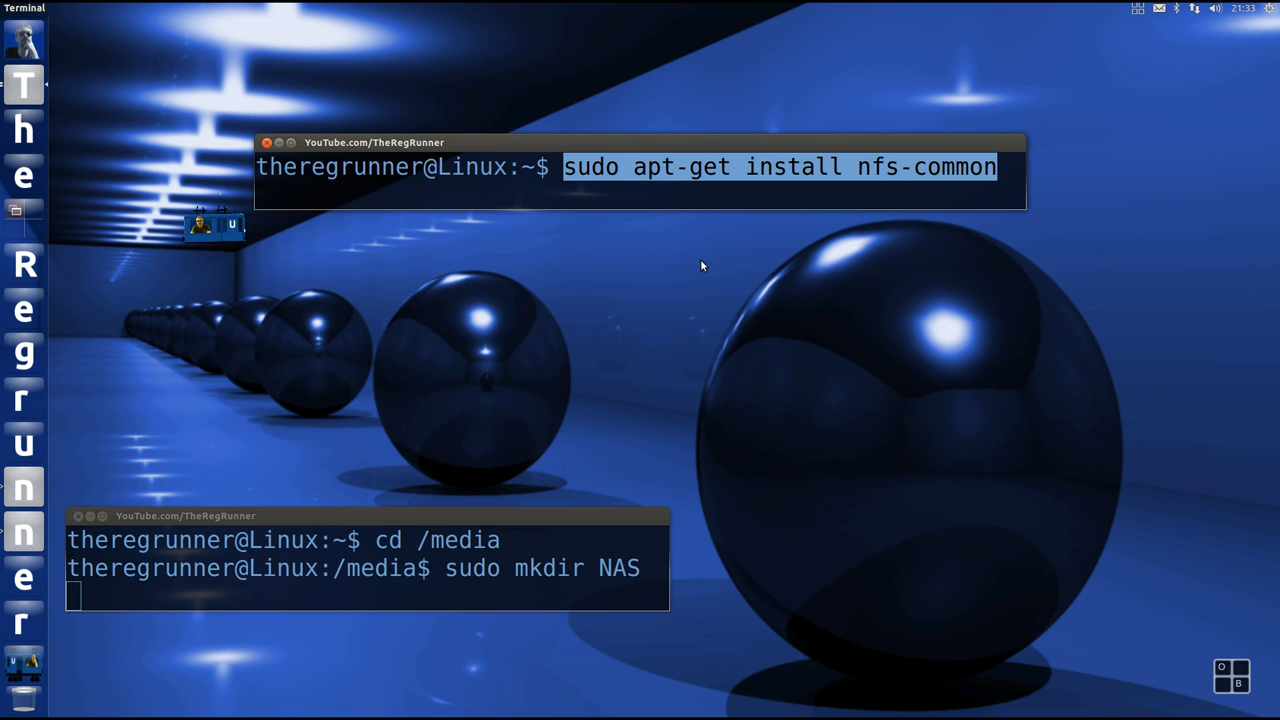 Terminal
21:33
T
h
e
R
e
g
r
u
n
n
e
r
YouTube.com/TheRegRunner
theregrunner@Linux:~$ sudo apt-get install nfs-common
U
YouTube.com/TheRegRunner
theregrunner@Linux:~$ cd /media
theregrunner@Linux:/media$ sudo mkdir NAS
U
O
B